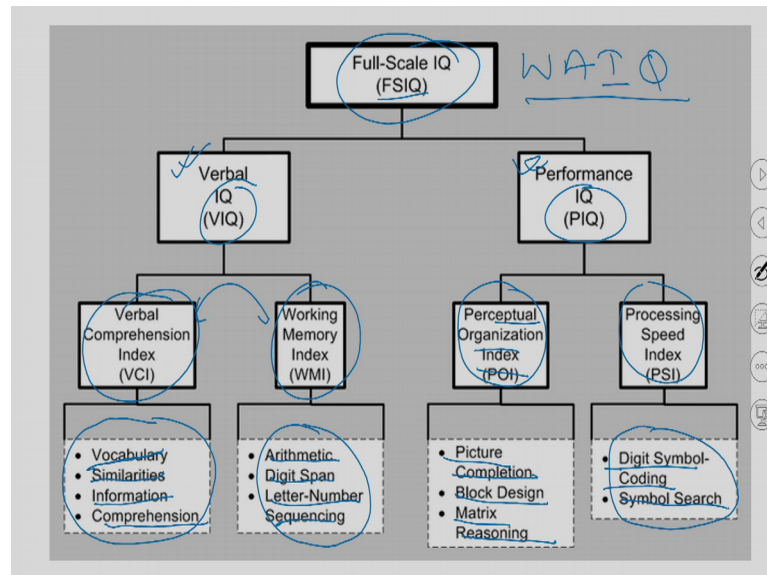 Full-Scale IQ
(FSIQ)
WAIQ
Verbal
IQ
(VIQ)
Performance
IQ
(PIQ)
Verbal
Comprehension
Index
(VCI)
Working
Memory
Index
(WMI)
Perceptual
Organization
Index
(POI)
Processing
Speed
Index
(PSI)
• Vocabulary
• Similarities
• Information
• Comprehension
• Arithmetic
• Digit Span
• Letter-Number
Sequencing
• Picture
Completion
• Block Design
• Matrix
Reasoning
• Digit Symbol-
Coding
• Symbol Search